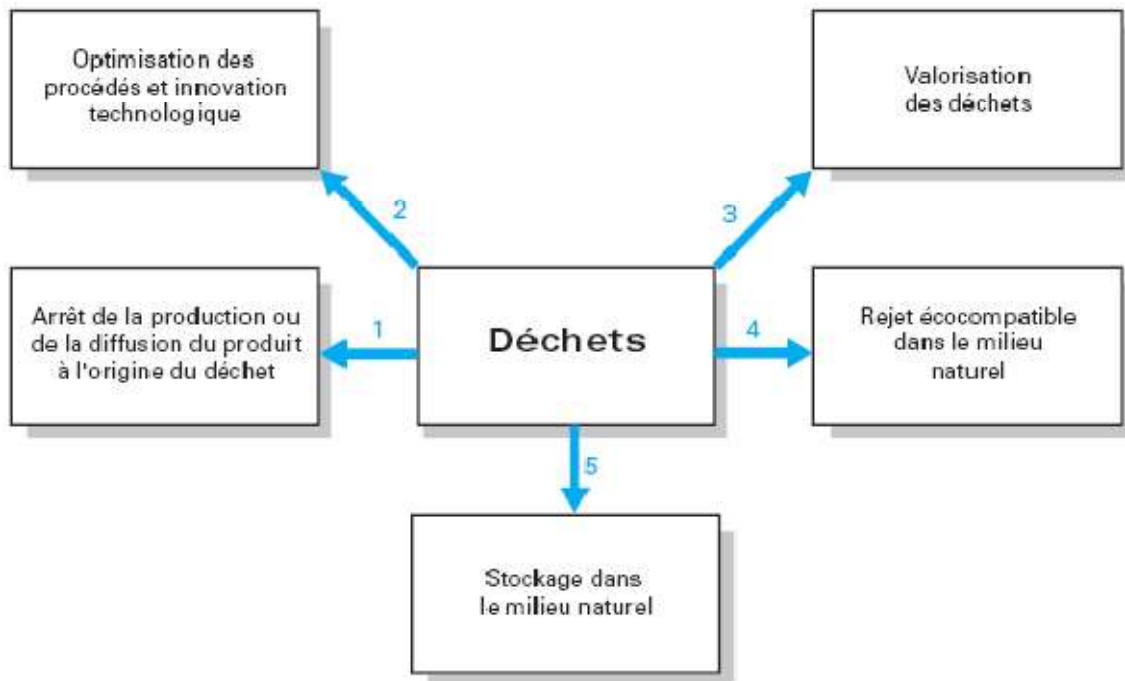 Optimisation des
procédés et innovation
technologique
Valorisation
des déchets
2
3
Arrêt de la production ou
de la diffusion du produit
à l'origine du déchet
1
Déchets
4
Rejet écocompatible
dans le milieu
naturel
5
Stockage dans
le milieu naturel